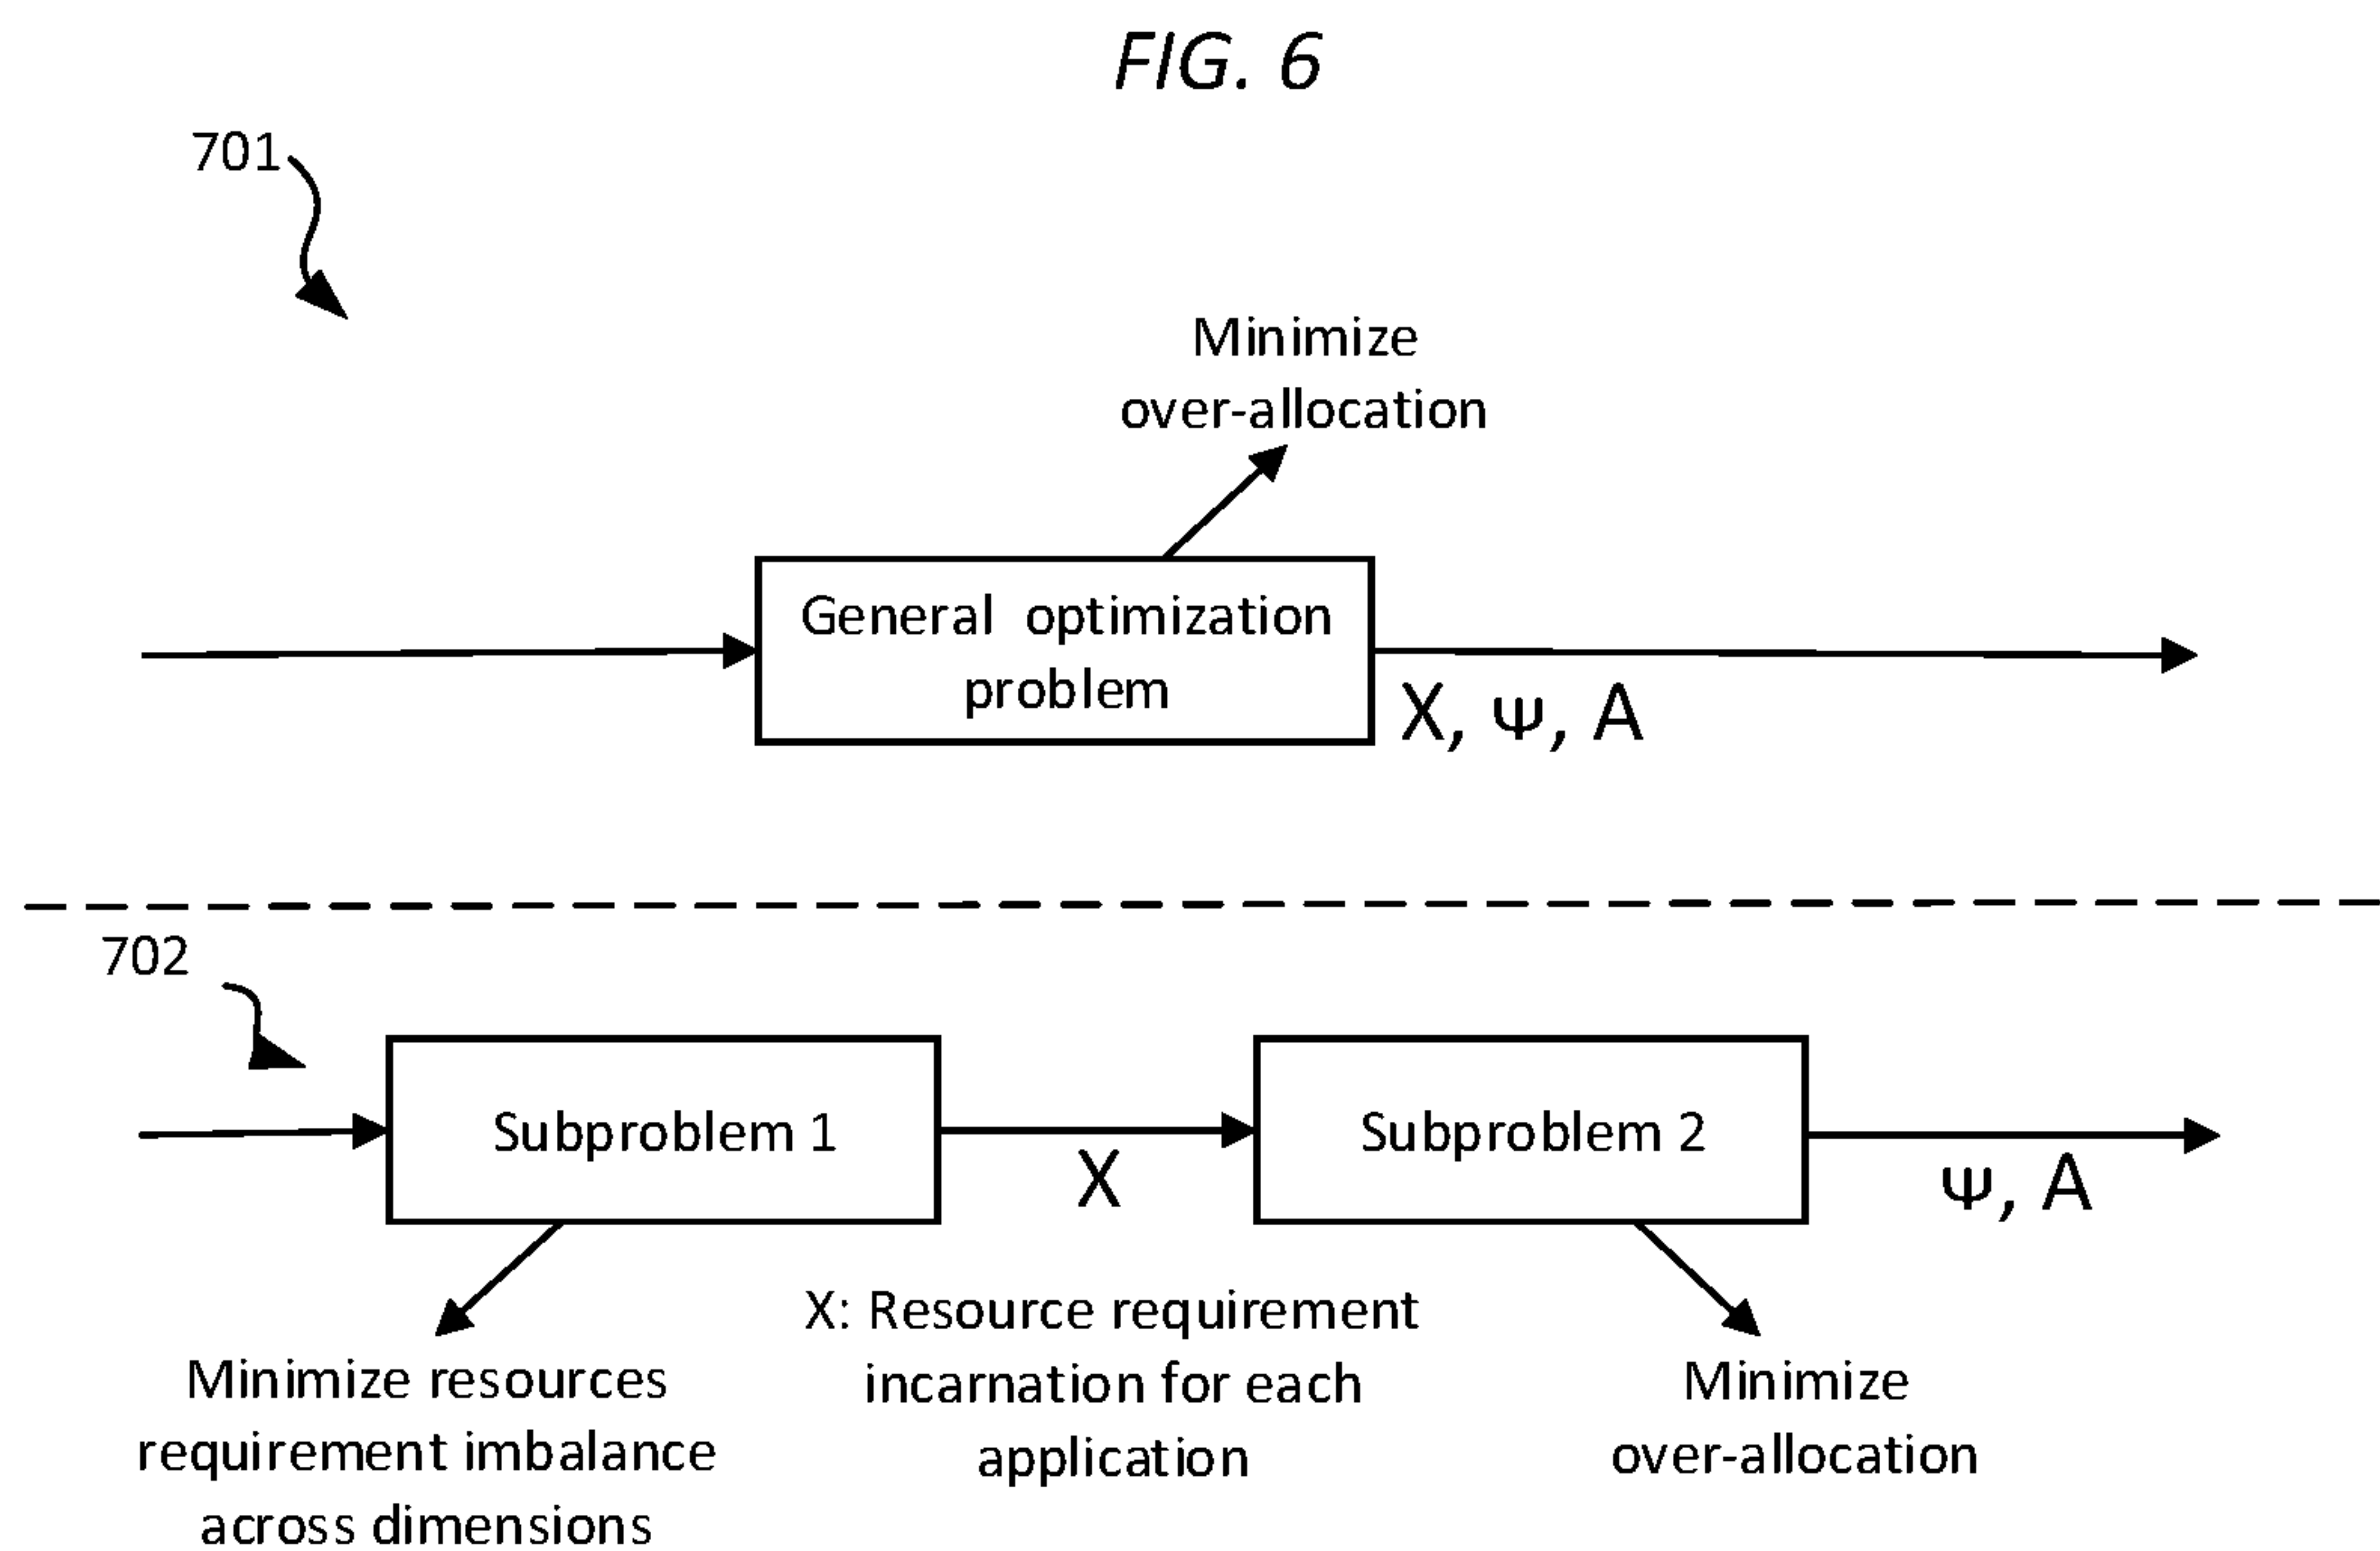 FIG. 6
701
Minimize
over-allocation
General optimization
problem
X, Ψ, A
702
Subproblem 1
X
Subproblem 2
Ψ, A
Minimize resources
requirement imbalance
across dimensions
X: Resource requirement
incarnation for each
application
Minimize
over-allocation